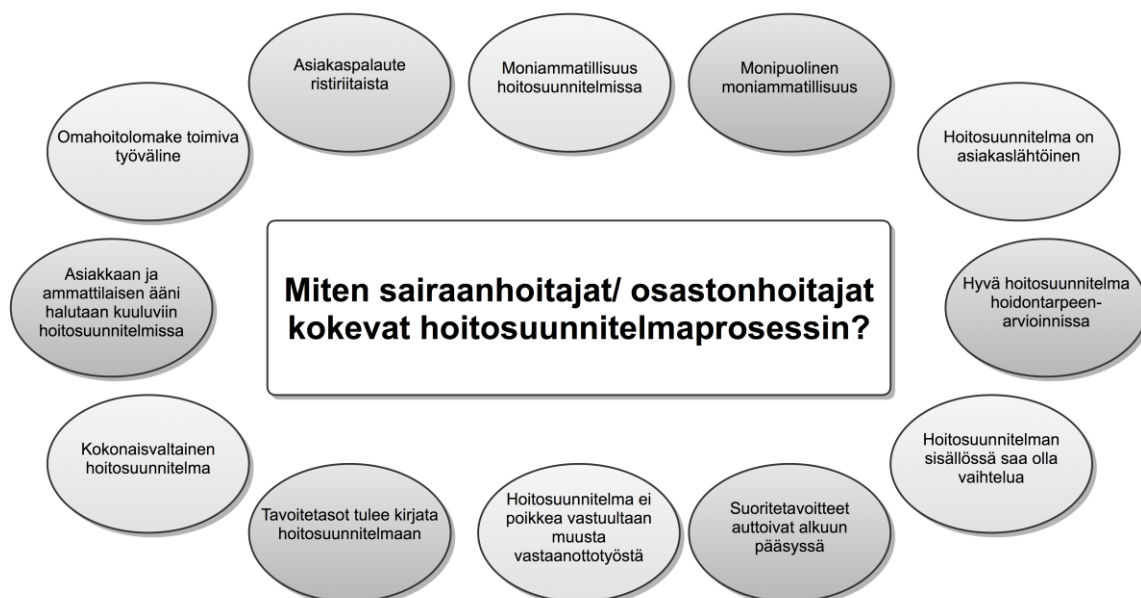 Asiakaspalaute
ristiriitaista
Moniammatillisuus
hoitosuunnitelmissa
Monipuolinen
moniammatillisuus
Omahoitolomake toimiva
työväline
Hoitosuunnitelma on
asiakaslähtöinen
Asiakkaan ja
ammattilaisen ääni
halutaan kuuluviin
hoitosuunnitelmissa
Miten sairaanhoitajat/ osastonhoitajat
kokevat hoitosuunnitelmaprosessin?
Hyvä hoitosuunnitelma
hoidontarpeen-
arvioinnissa
Kokonaisvaltainen
hoitosuunnitelma
Hoitosuunnitelman
sisällössä saa olla
vaihtelua
Tavoitetasot tulee kirjata
hoitosuunnitelmaan
Hoitosuunnitelma ei
poikkea vastuultaan
muusta
vastaanottotyöstä
Suoritetavoitteet
auttoivat alkuun
pääsyssä